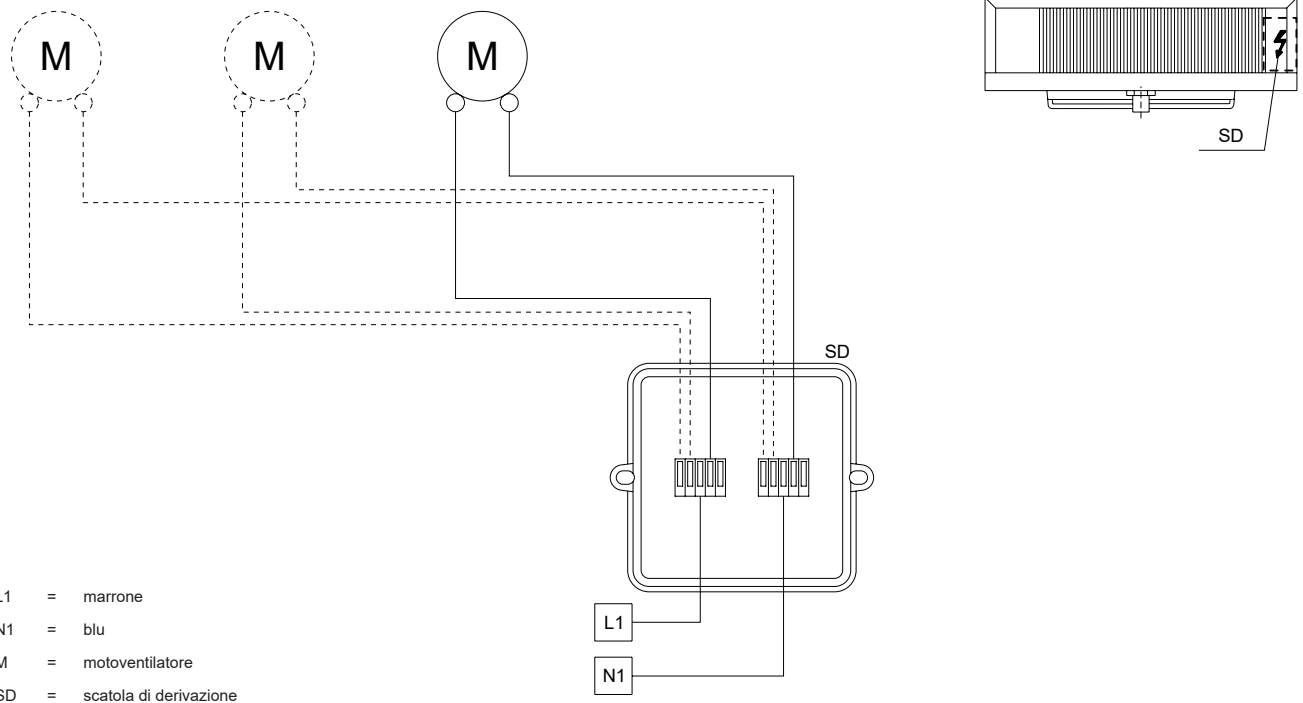 M M M
SD
SD
L1
N1
L1 = marrone
N1 = blu
M = motoventilatore
SD = scatola di derivazione